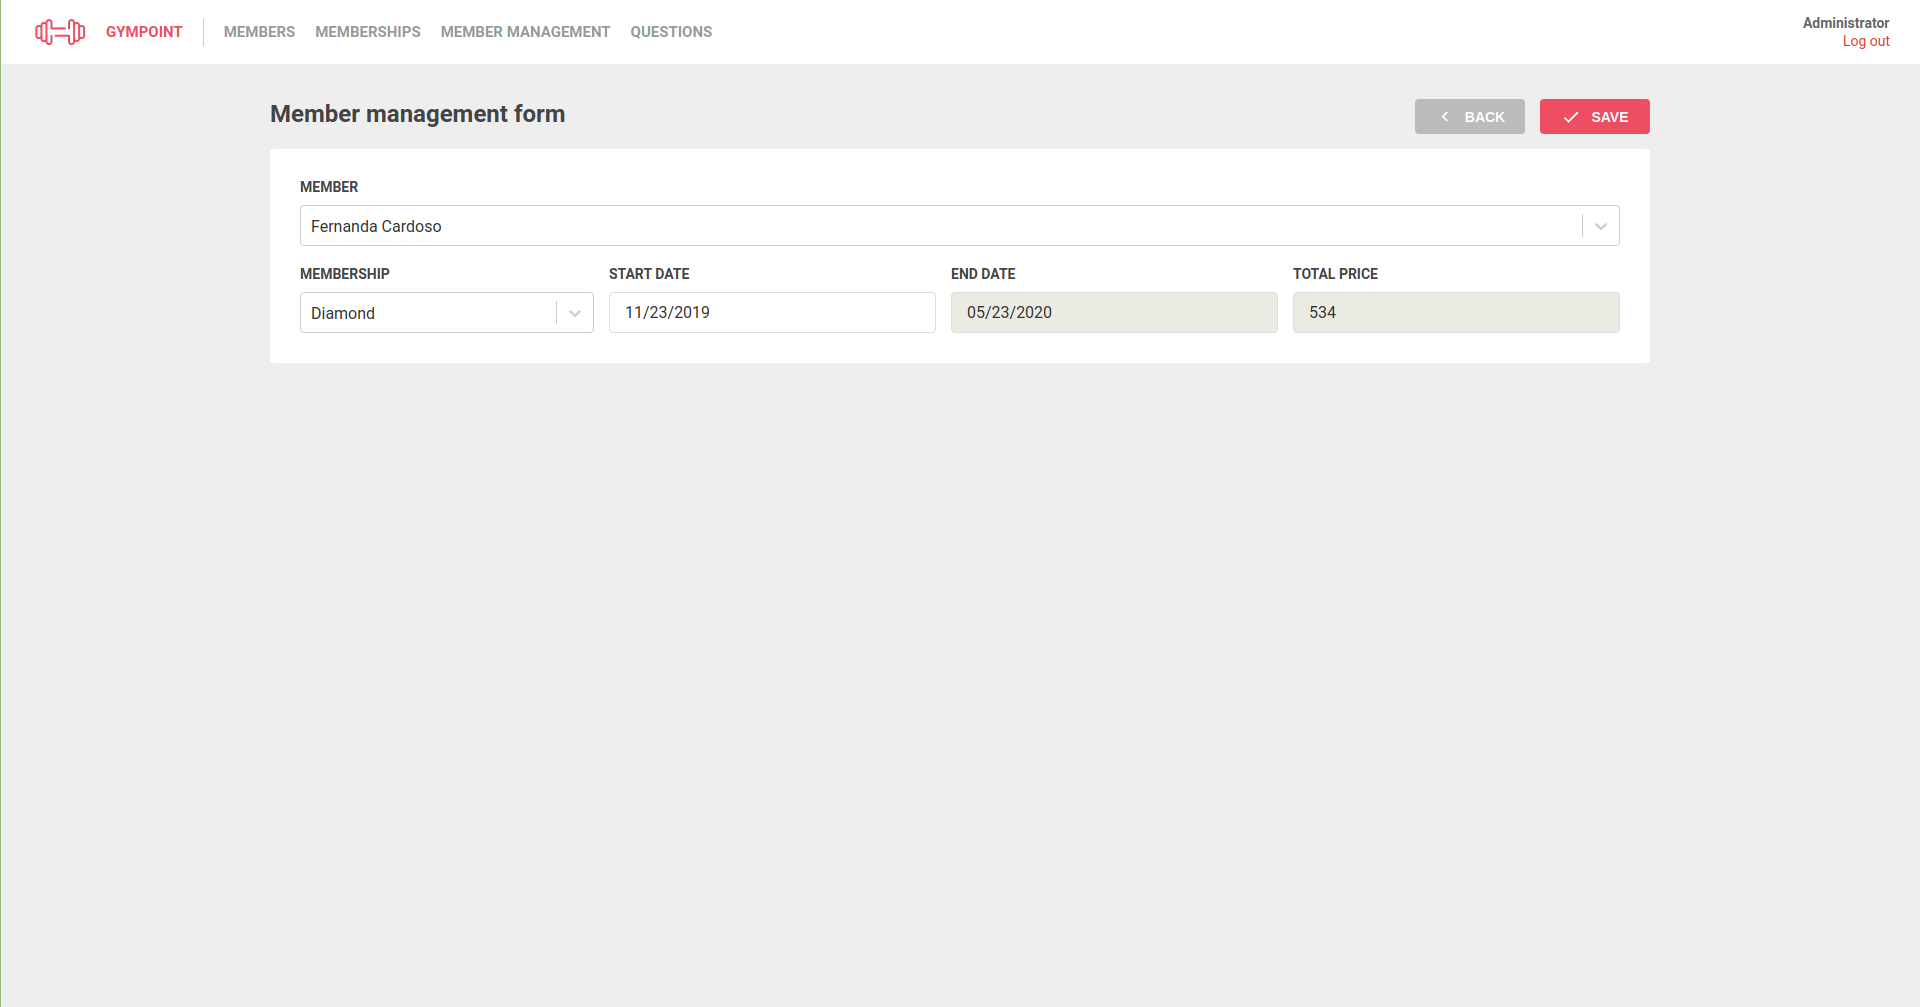 GYMPOINT MEMBERS MEMBERSHIPS MEMBER MANAGEMENT QUESTIONS
Administrator
Log out
Member management form
BACK
SAVE
MEMBER
Fernanda Cardoso
MEMBERSHIP START DATE END DATE TOTAL PRICE
Diamond 11/23/2019 05/23/2020 534